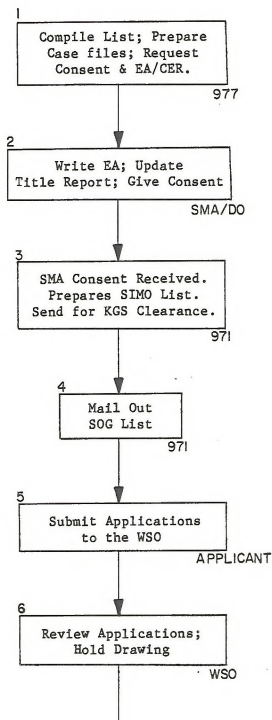 1
Compile List; Prepare
Case files; Request
Consent & EA/CER.
977
2
Write EA; Update
Title Report; Give Consent
SMA/DO
3
SMA Consent Received.
Prepares SIMO List.
Send for KGS Clearance.
971
4
Mail Out
SOG List
971
5
Submit Applications
to the WSO
APPLICANT
6
Review Applications;
Hold Drawing
WSO